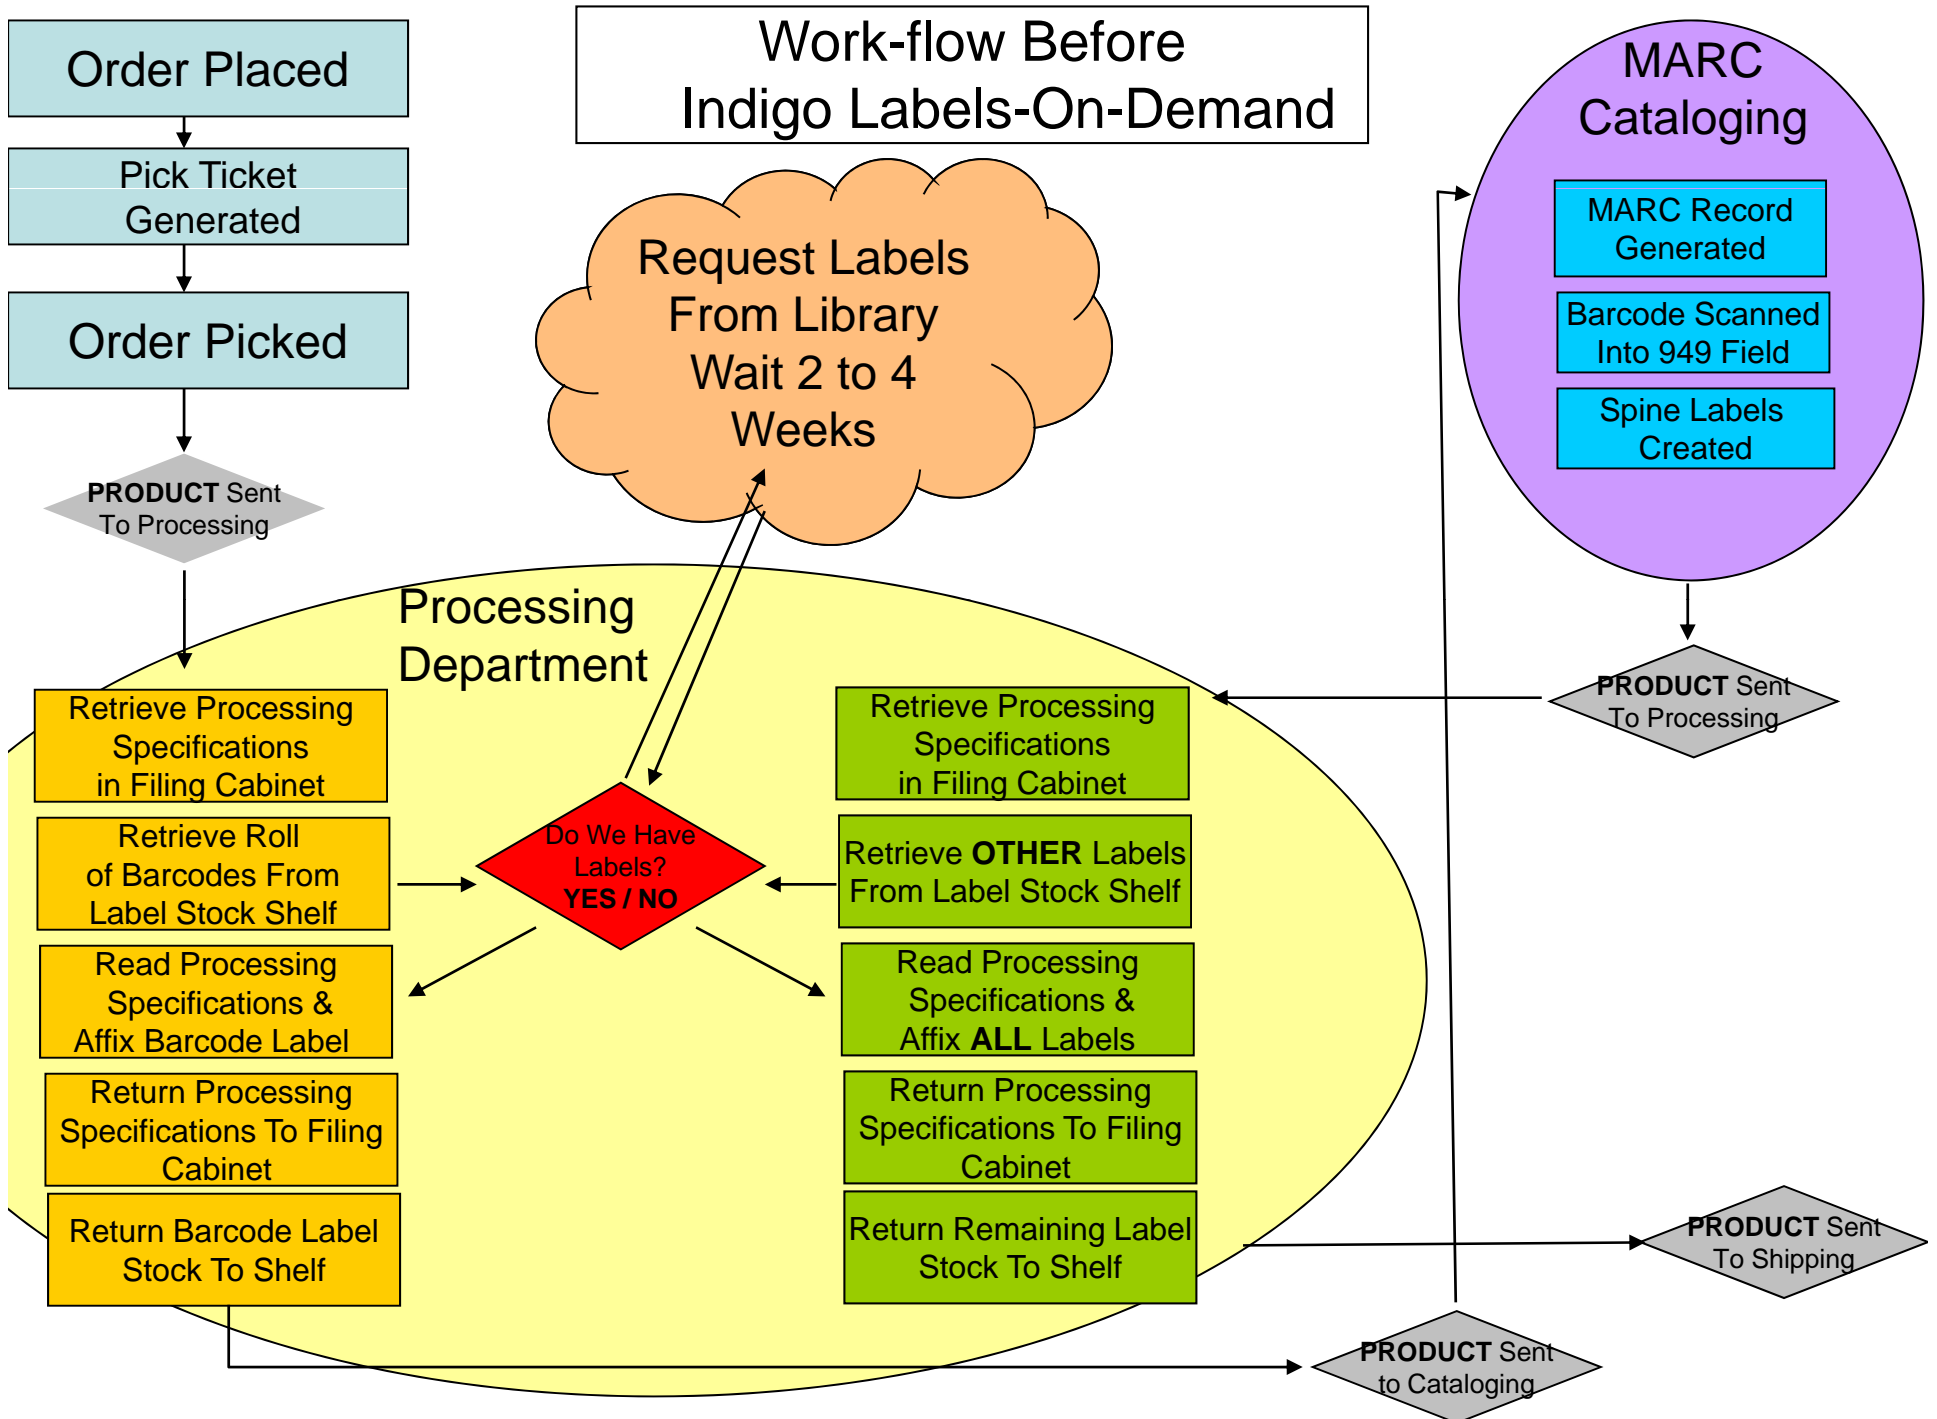 Work-flow Before
Indigo Labels-On-Demand
Order Placed
Pick Ticket
Generated
Order Picked
PRODUCT Sent
To Processing
Request Labels
From Library
Wait 2 to 4
Weeks
MARC
Cataloging
MARC Record
Generated
Barcode Scanned
Into 949 Field
Spine Labels
Created
PRODUCT Sent
To Processing
Processing
Department
Retrieve Processing
Specifications
in Filing Cabinet
Retrieve Roll
of Barcodes From
Label Stock Shelf
Read Processing
Specifications &
Affix Barcode Label
Return Processing
Specifications To Filing
Cabinet
Return Barcode Label
Stock To Shelf
Do We Have
Labels?
YES / NO
Retrieve Processing
Specifications
in Filing Cabinet
Retrieve OTHER Labels
From Label Stock Shelf
Read Processing
Specifications &
Affix ALL Labels
Return Processing
Specifications To Filing
Cabinet
Return Remaining Label
Stock To Shelf
PRODUCT Sent
To Shipping
PRODUCT Sent
to Cataloging